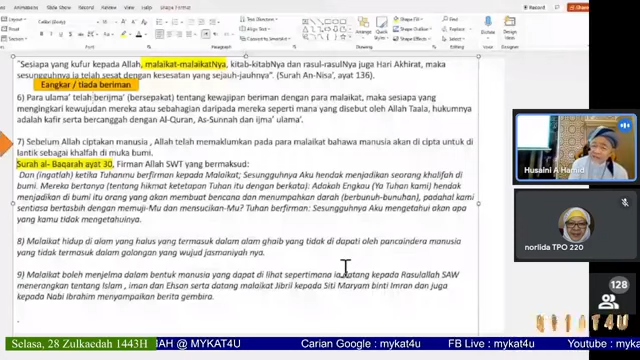 "Sesiapa yang kufur kepada Allah, malaikat-malaikatNya, kitab-kitabNya dan rasul-rasulNya juga Hari Akhirat, maka
sesungguhnya ia telah sesat dengan kesesatan yang sejauh-jauhnya". (Surah An-Nisa', ayat 136).
Eangkar / tiada beriman
6) Para ulama' telah berijma' (bersepakat) tentang kewajipan beriman dengan para malaikat, maka sesiapa yang
mengingkari kewujudan mereka atau sebahagian daripada mereka seperti mana yang disebut oleh Allah Taala, hukumnya
adalah kafir serta bercanggah dengan Al-Quran, As-Sunnah dan ijma' ulama'.
7) Sebelum Allah ciptakan manusia , Allah telah memaklumkan pada para malaikat bahawa manusia akan di cipta untuk di
lantik sebagai khalfah di muka bumi.
Surah al- Baqarah ayat 30, Firman Allah SWT yang bermaksud:
Dan (ingatlah) ketika Tuhanmu berfirman kepada Malaikat; Sesungguhnya Aku hendak menjadikan seorang khalifah di
bumi. Mereka bertanya (tentang hikmat ketetapan Tuhan itu dengan berkata): Adakah Engkau (Ya Tuhan kami) hendak
menjadikan di bumi itu orang yang akan membuat bencana dan menumpahkan darah (berbunuh-bunuhan), padahal kami
sentiasa bertasbih dengan memuji-Mu dan mensucikan-Mu? Tuhan berfirman: Sesungguhnya Aku mengetahui akan apa
yang kamu tidak mengetahuinya.
8) Malaikat hidup di alam yang halus yang termasuk dalam alam ghaib yang tidak di dapati oleh pancaindera manusia
yang tidak termasuk dalam golongan yang wujud jasmaniyah nya.
9) Malaikat boleh menjelma dalam bentuk manusia yang dapat di lihat sepertimana ia datang kepada Rasulallah SAW
menerangkan tentang Islam , iman dan Ehsan serta datang malaikat Jibril kepada Siti Maryam binti Imran dan juga
kepada Nabi Ibrahim menyampaikan berita gembira.
Husaini A Hamid
norlida TPO 220
128
MYKAT4U
Selasa, 28 Zulkaedah 1443H
MAH @ MYKAT4U
Carian Google : mykat4u
FB Live : mykat4u
Youtube : myk